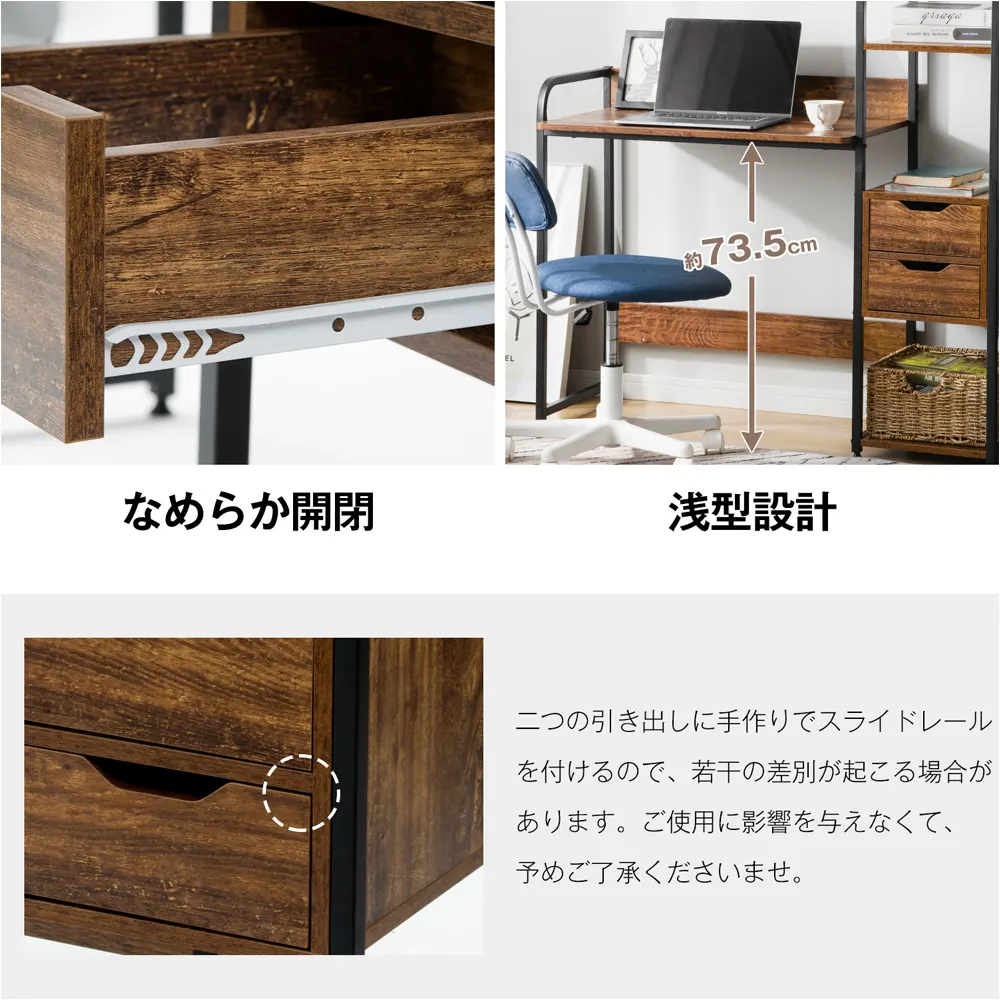 約73.5cm
なめらか開閉
浅型設計
二つの引き出しに手作りでスライドレール
を付けるので、若干の差別が起こる場合が
あります。ご使用に影響を与えなくて、
予めご了承くださいませ。